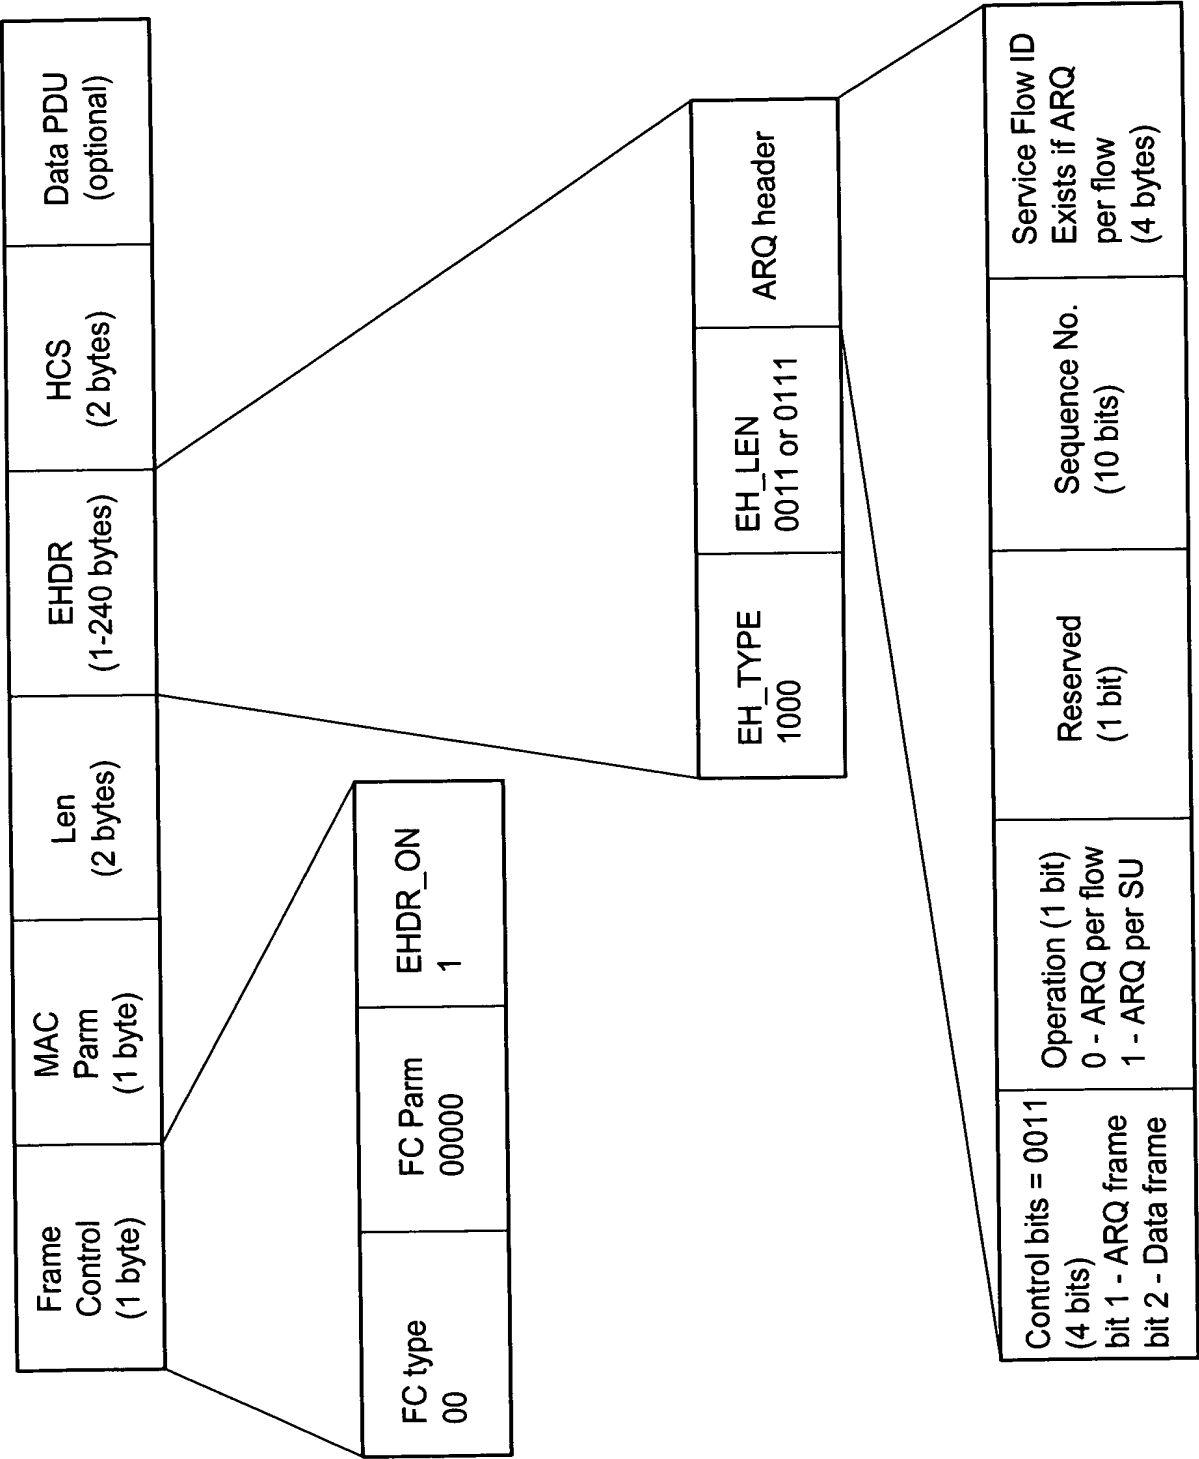 Frame
Control
(1 byte)
MAC
Parm
(1 byte)
Len
(2 bytes)
EHDR
(1-240 bytes)
HCS
(2 bytes)
Data PDU
(optional)
FC type
00
FC Parm
00000
EHDR_ON
1
EH_TYPE
1000
EH_LEN
0011 or 0111
ARQ header
Control bits = 0011
(4 bits)
bit 1 - ARQ frame
bit 2 - Data frame
Operation (1 bit)
0 - ARQ per flow
1 - ARQ per SU
Reserved
(1 bit)
Sequence No.
(10 bits)
Service Flow ID
Exists if ARQ
per flow
(4 bytes)